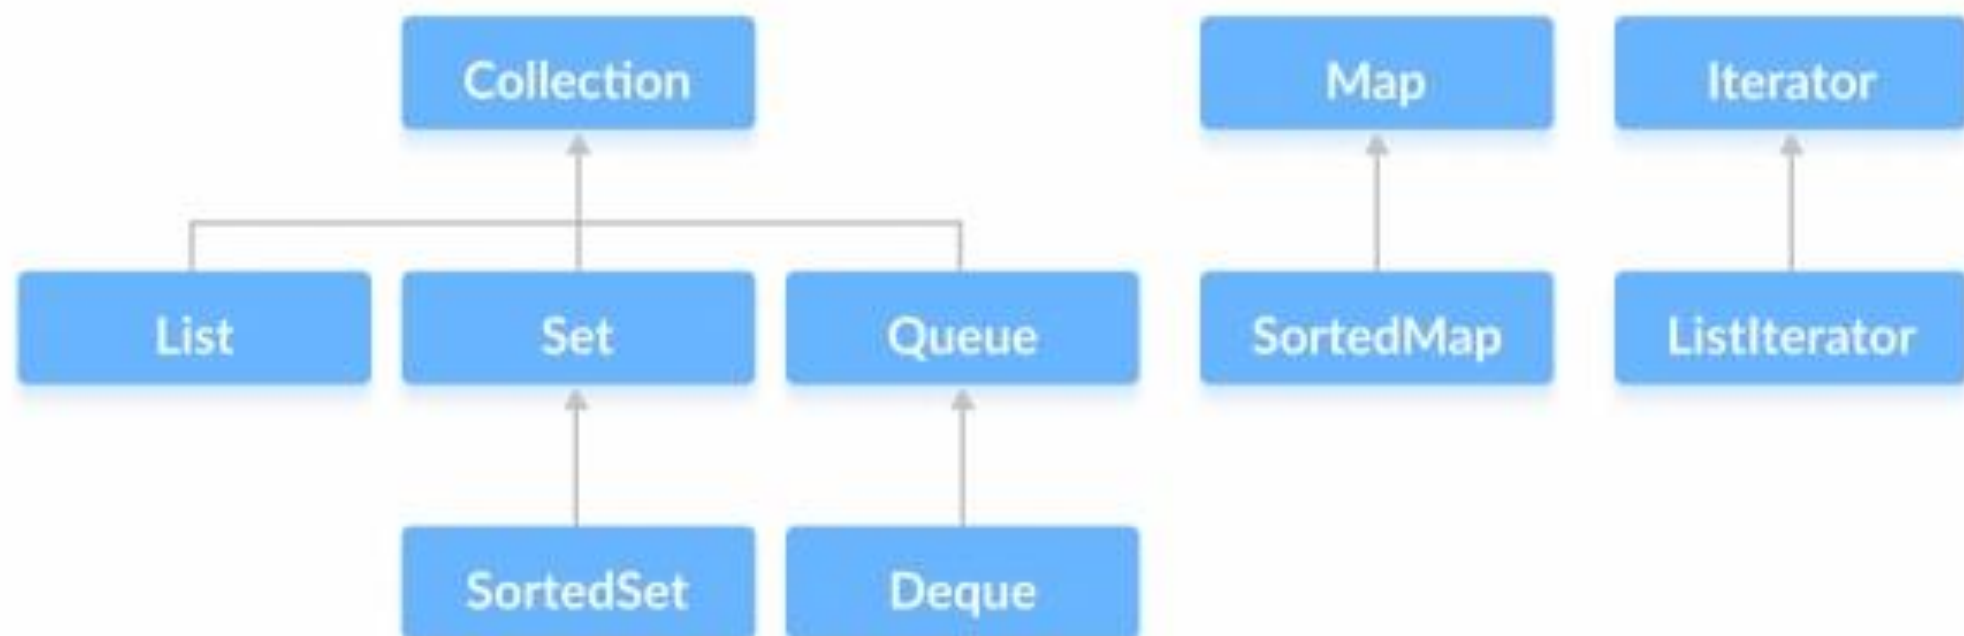 Collection
Map
Iterator
List
Set
Queue
SortedMap
ListIterator
SortedSet
Deque